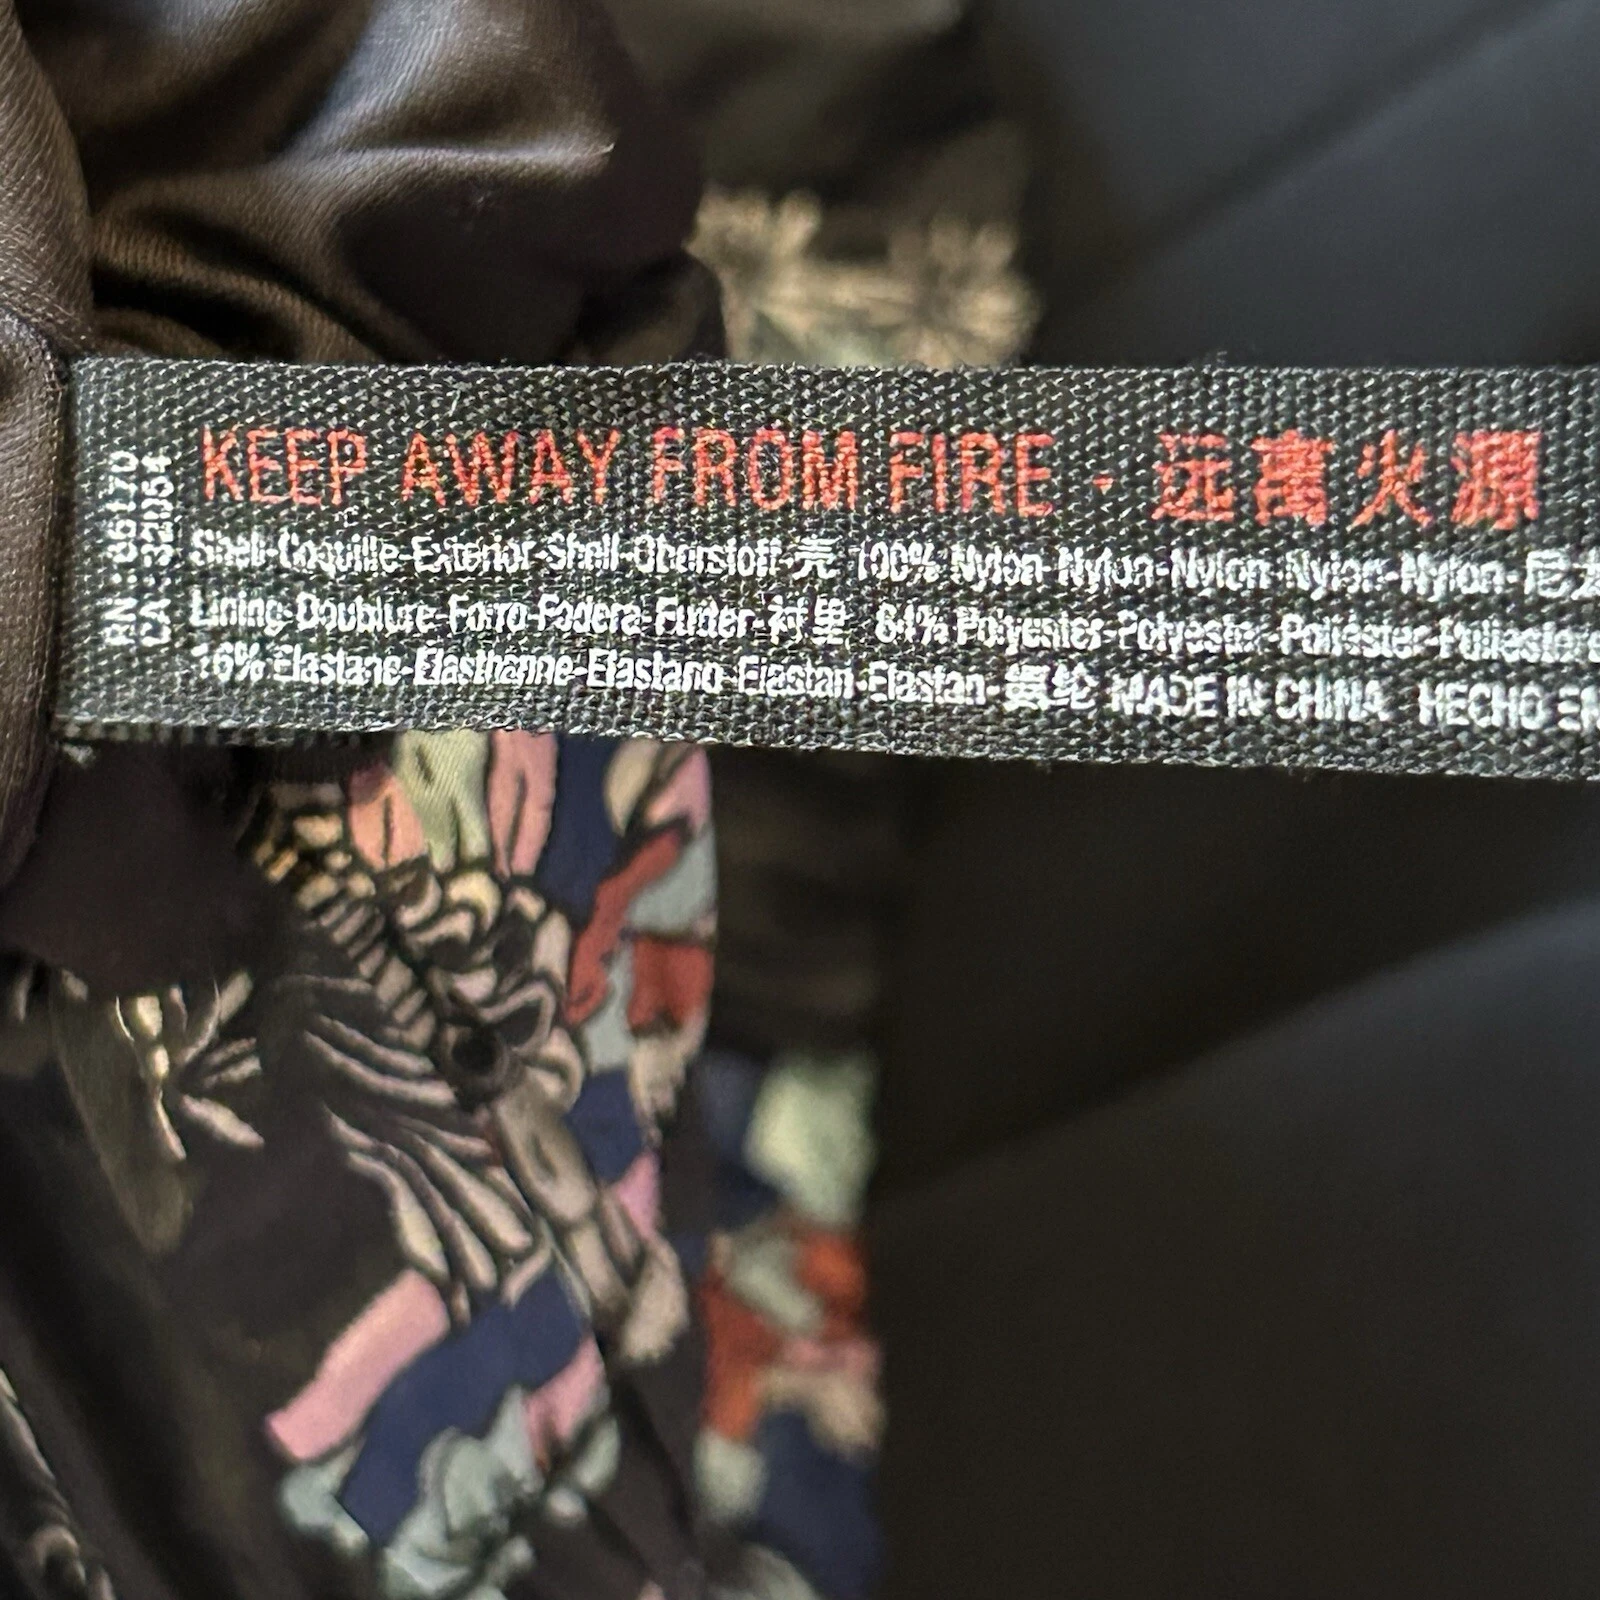 KEEP AWAY FROM FIRE · 远离火源
Shell-Coquille-Exterior-Shell-Oberstoff-壳 100% Nylon-Nylon-Nylon-Nylon-Nylon-尼
Lining-Doublure-Forro-Fodera-Futter-衬里 84% Polyester-Polyester-Poliéster-Poliestere
16% Elastane-Elasthanne-Elastano-Elastan-Elastan-氨纶 MADE IN CHINA HECHO EN
RN: 86170
CA: 32054